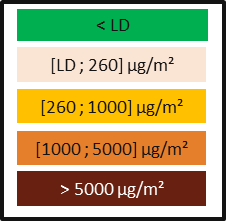 < LD
[LD ; 260] µg/m²
[260 ; 1000] µg/m²
[1000 ; 5000] µg/m²
> 5000 µg/m²